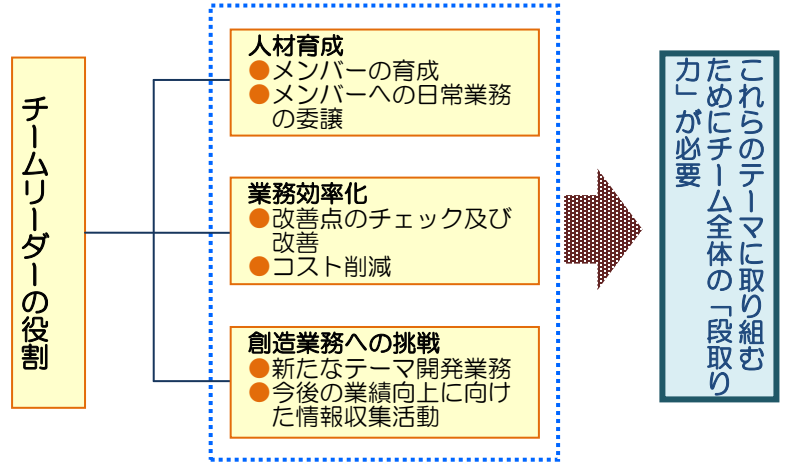 チームリーダーの役割
人材育成
●メンバーの育成
●メンバーへの日常業務
の委譲
業務効率化
●改善点のチェック及び
改善
●コスト削減
創造業務への挑戦
●新たなテーマ開発業務
●今後の業績向上に向け
た情報収集活動
これらのテーマに取り組む
ためにチーム全体の「段取り
力」が必要